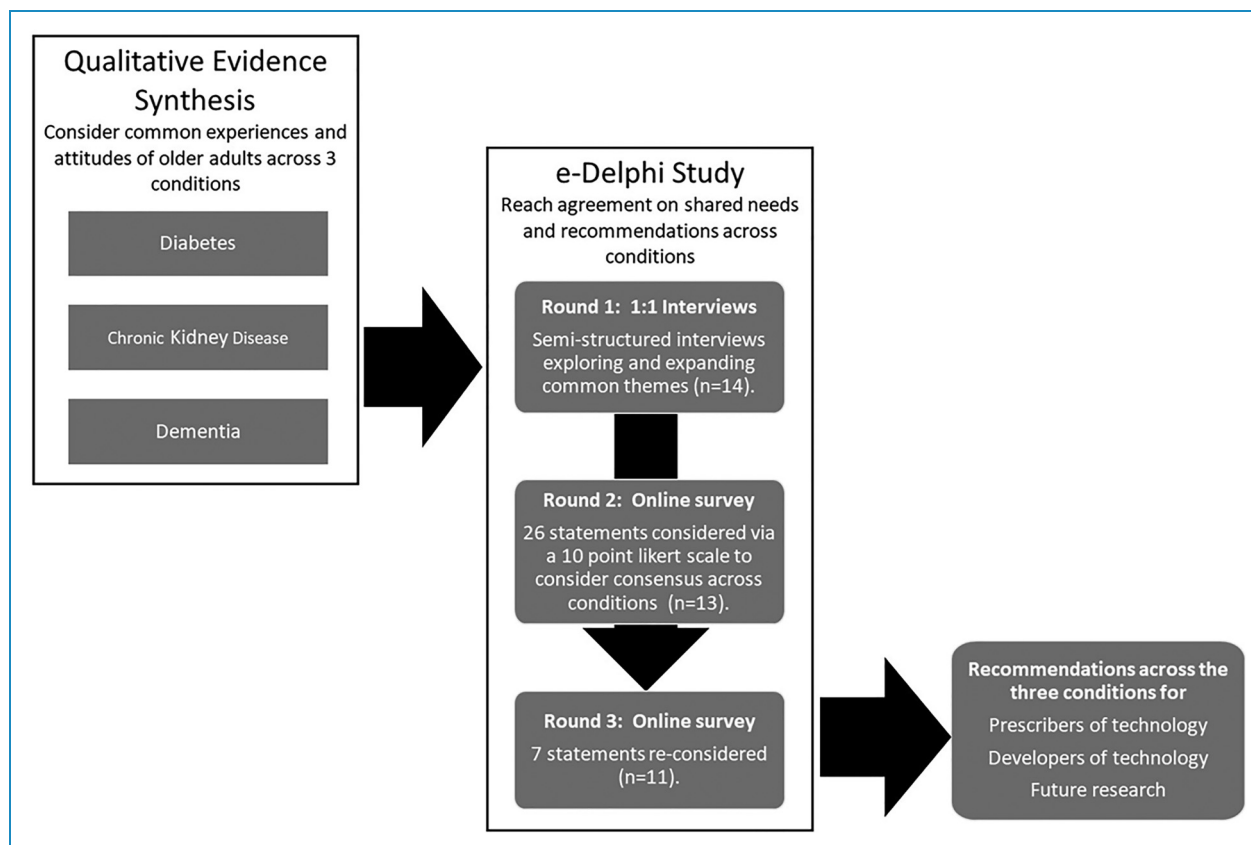 Qualitative Evidence
Synthesis
Consider common experiences and
attitudes of older adults across 3
conditions
Diabetes
Chronic Kidney Disease
Dementia
e-Delphi Study
Reach agreement on shared needs
and recommendations across
conditions
Round 1:  1:1 Interviews
Semi-structured interviews
exploring and expanding
common themes (n=14).
Round 2:  Online survey
26 statements considered via
a 10 point likert scale to
consider consensus across
conditions  (n=13).
Round 3:  Online survey
7 statements re-considered
(n=11).
Recommendations across the
three conditions for
Prescribers of technology
Developers of technology
Future research